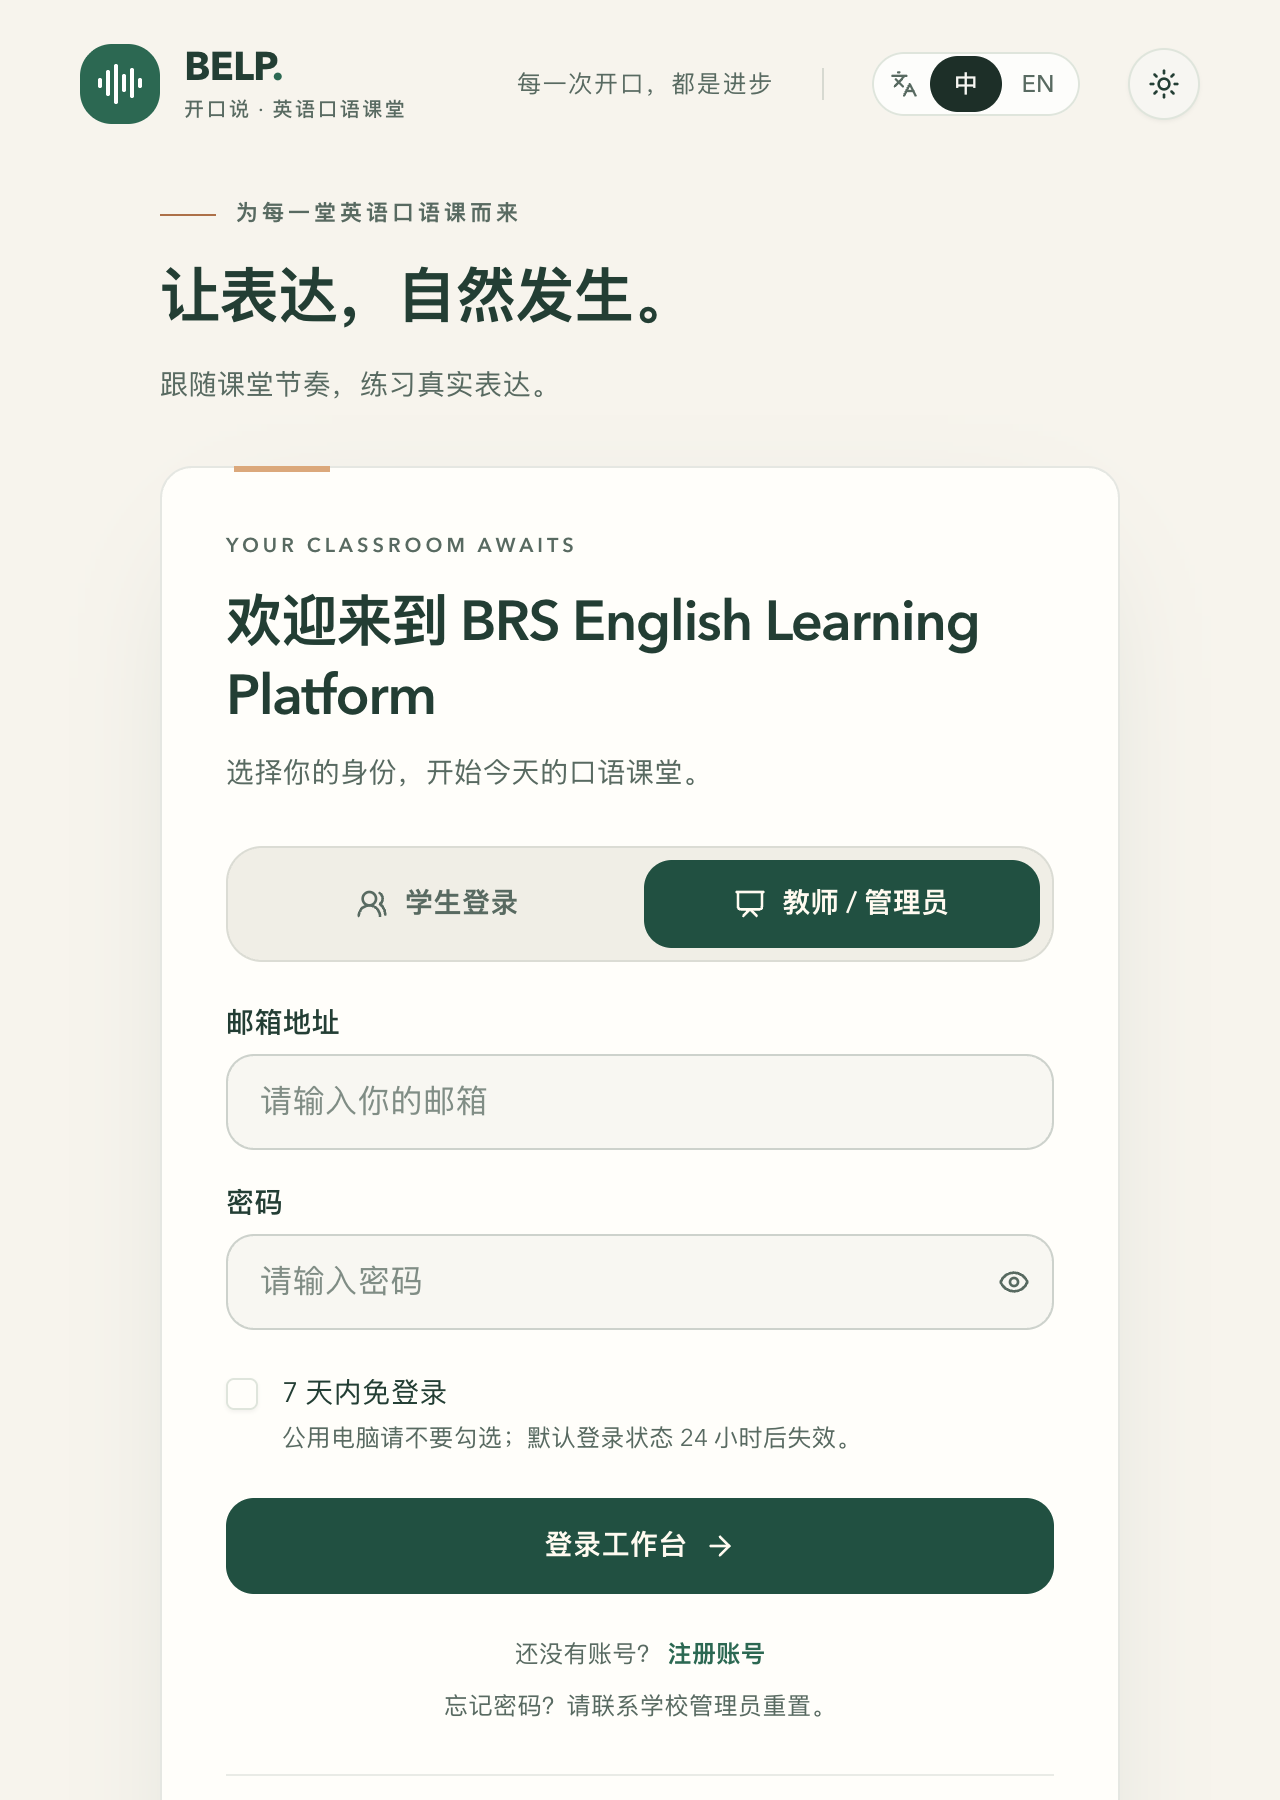 BELP.
开口说 · 英语口语课堂
每一次开口，都是进步
中
EN
为每一堂英语口语课而来
让表达，自然发生。
跟随课堂节奏，练习真实表达。
YOUR CLASSROOM AWAITS
欢迎来到 BRS English Learning
Platform
选择你的身份，开始今天的口语课堂。
学生登录
教师 / 管理员
邮箱地址
请输入你的邮箱
密码
请输入密码
7 天内免登录
公用电脑请不要勾选；默认登录状态 24 小时后失效。
登录工作台
还没有账号？ 注册账号
忘记密码？请联系学校管理员重置。